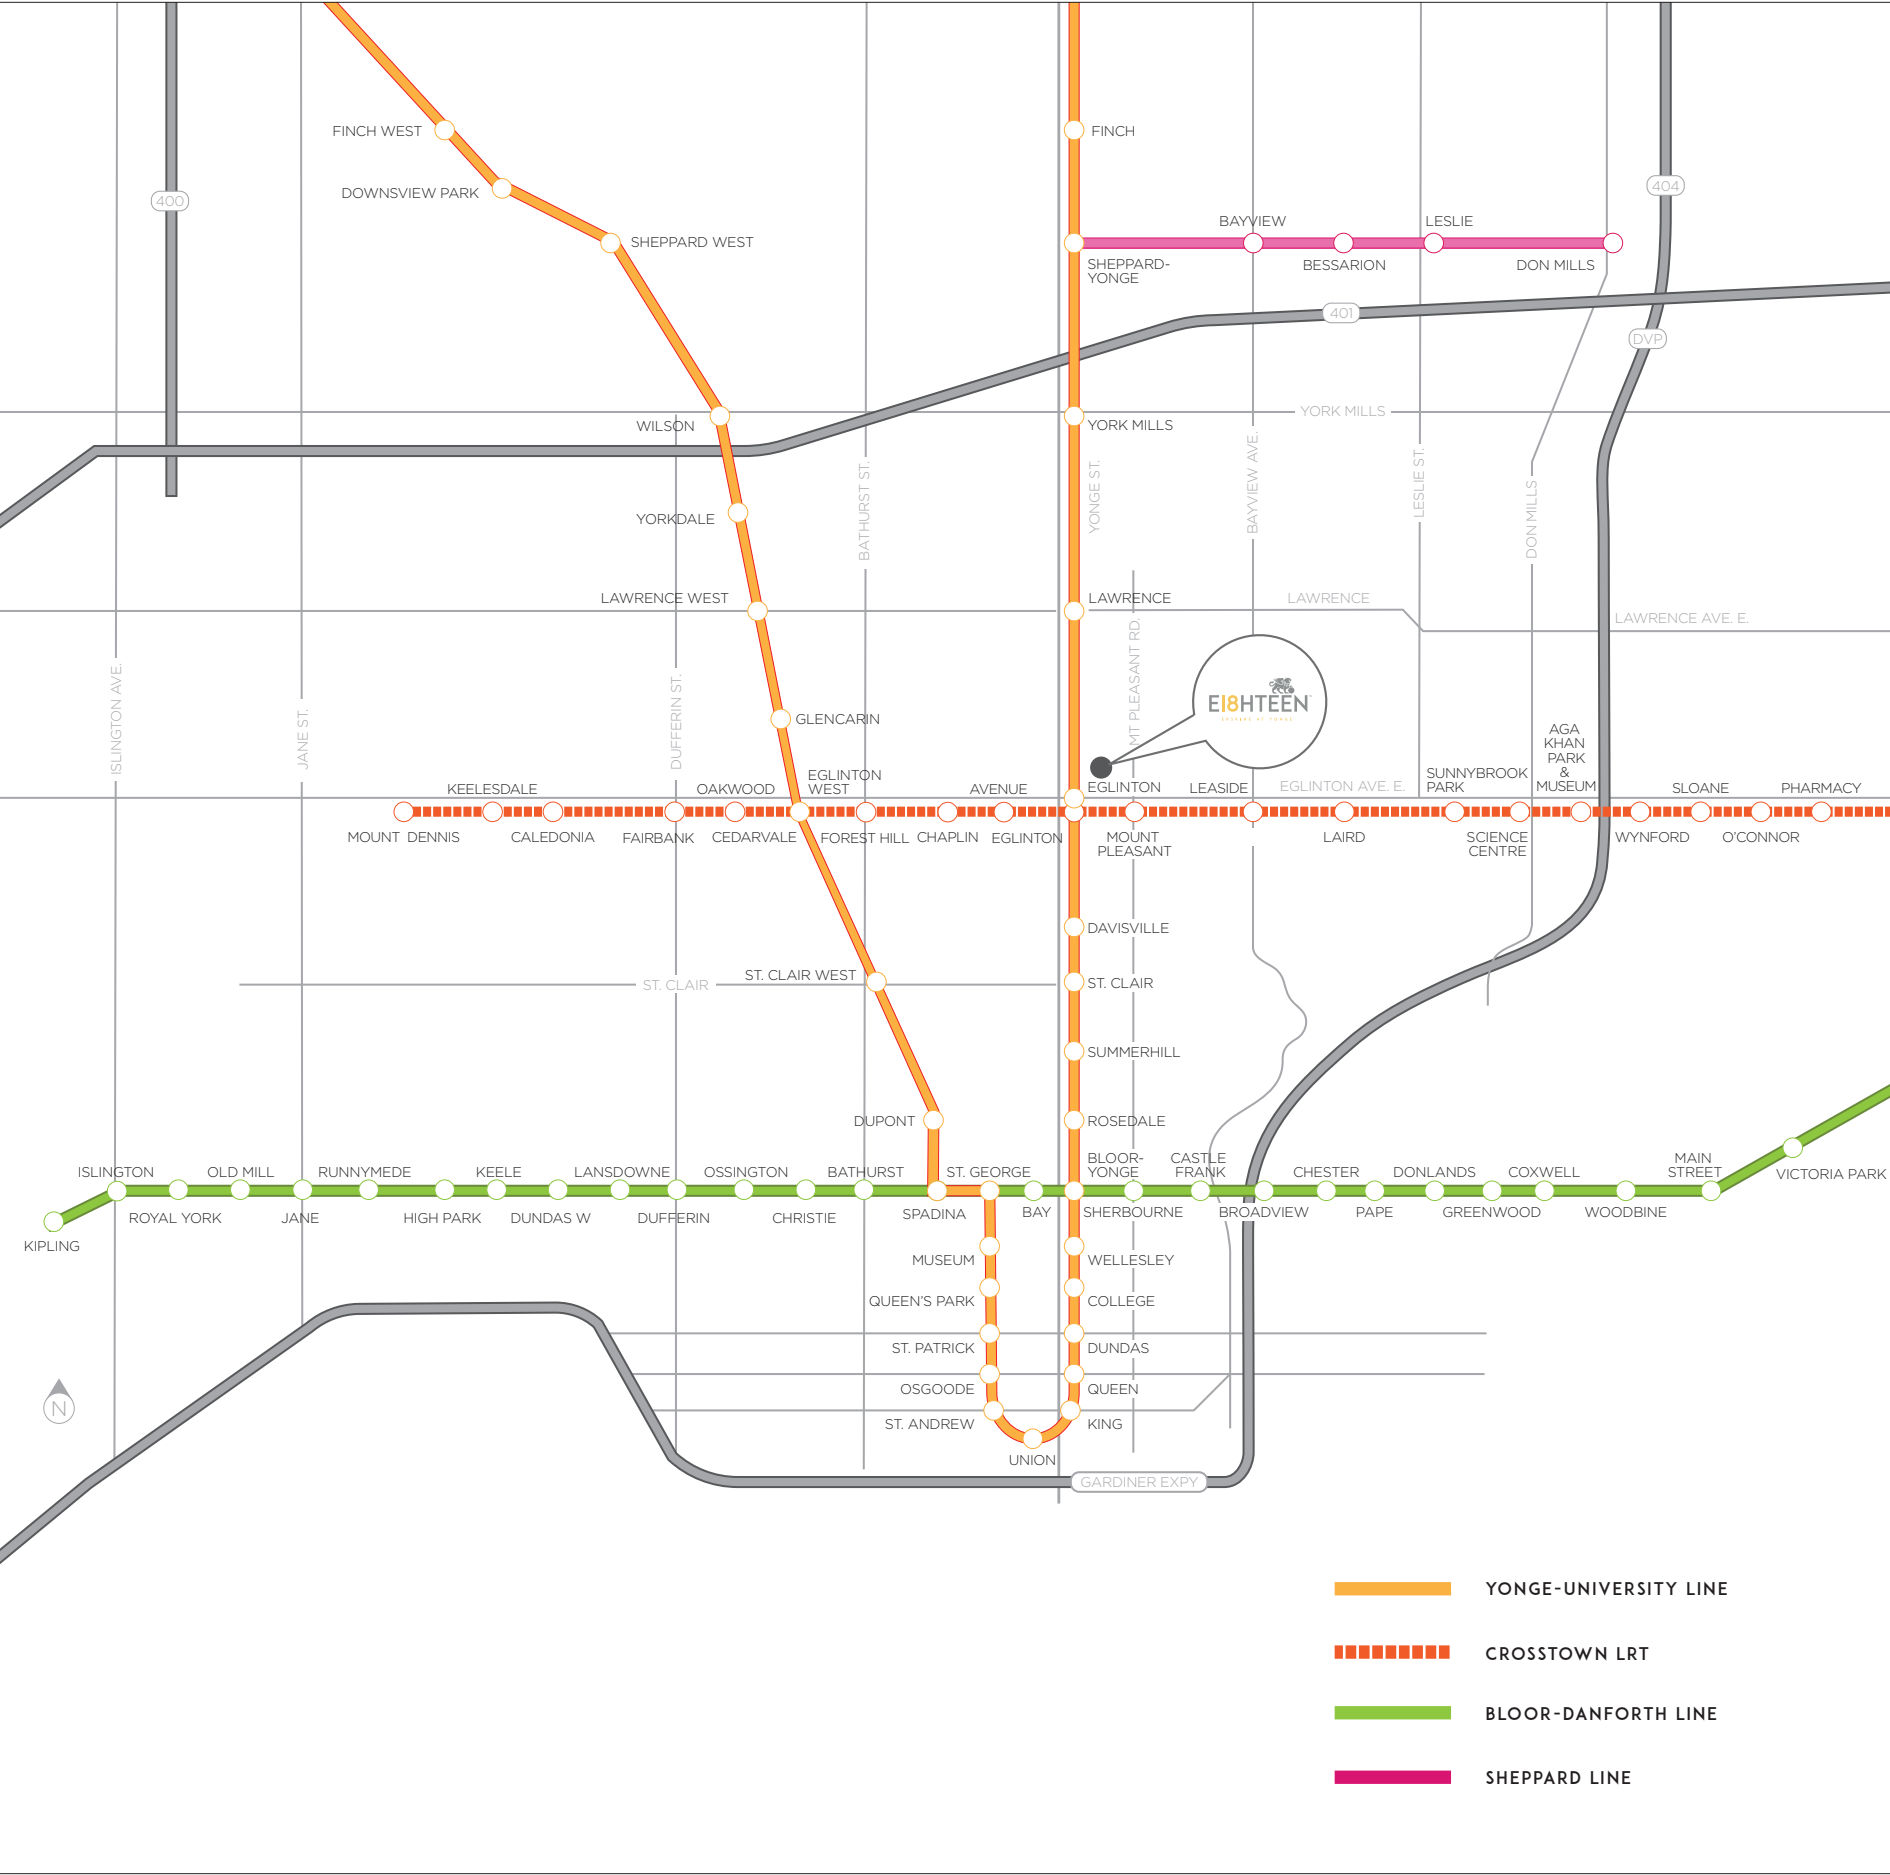 FINCH WEST
FINCH
DOWNSVIEW PARK
400
404
BAYVIEW
LESLIE
SHEPPARD WEST
SHEPPARD-
YONGE
BESSARION
DON MILLS
401
DVP
YORK MILLS
WILSON
YORK MILLS
YONGE ST.
BAYVIEW AVE.
LESLIE ST.
BATHURST ST.
DON MILLS
YORKDALE
LAWRENCE WEST
LAWRENCE
LAWRENCE
LAWRENCE AVE. E.
MT PLEASANT RD.
ISLINGTON AVE.
JANE ST.
DUFFERIN ST.
E18HTEEN
GLENCARIN
AGA
KHAN
PARK
&
MUSEUM
EGLINTON
WEST
KEELESDALE
OAKWOOD
AVENUE
EGLINTON
LEASIDE
EGLINTON AVE. E.
SUNNYBROOK
PARK
SLOANE
PHARMACY
MOUNT DENNIS
CALEDONIA
FAIRBANK
CEDARVALE
FOREST HILL
CHAPLIN
EGLINTON
MOUNT
PLEASANT
LAIRD
SCIENCE
CENTRE
WYNFORD
O'CONNOR
DAVISVILLE
ST. CLAIR WEST
ST. CLAIR
ST. CLAIR
SUMMERHILL
DUPONT
ROSEDALE
ISLINGTON
OLD MILL
RUNNYMEDE
KEELE
LANSDOWNE
OSSINGTON
BATHURST
ST. GEORGE
BLOOR-
YONGE
CASTLE
FRANK
CHESTER
DONLANDS
COXWELL
MAIN
STREET
VICTORIA PARK
KIPLING
ROYAL YORK
JANE
HIGH PARK
DUNDAS W
DUFFERIN
CHRISTIE
SPADINA
BAY
SHERBOURNE
BROADVIEW
PAPE
GREENWOOD
WOODBINE
MUSEUM
WELLESLEY
QUEEN'S PARK
COLLEGE
ST. PATRICK
DUNDAS
OSGOODE
QUEEN
ST. ANDREW
KING
N
UNION
GARDINER EXPY
YONGE-UNIVERSITY LINE
CROSSTOWN LRT
BLOOR-DANFORTH LINE
SHEPPARD LINE